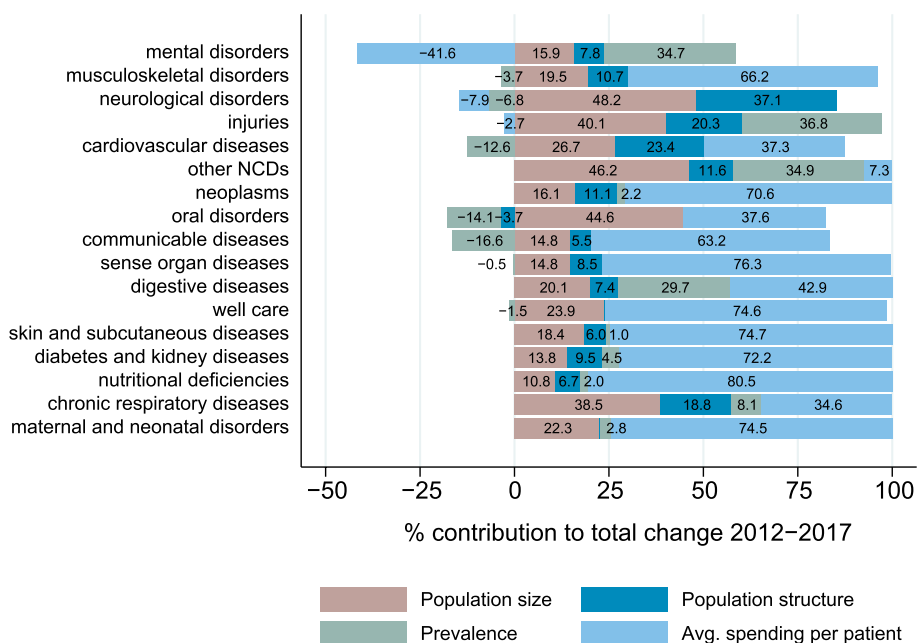 mental disorders −41.6 15.9 7.8 34.7
musculoskeletal disorders −3.7 19.5 10.7 66.2
neurological disorders −7.9 −6.8 48.2 37.1
injuries −2.7 40.1 20.3 36.8
cardiovascular diseases −12.6 26.7 23.4 37.3
other NCDs 46.2 11.6 34.9 7.3
neoplasms 16.1 11.1 2.2 70.6
oral disorders −14.1 −3.7 44.6 37.6
communicable diseases −16.6 14.8 5.5 63.2
sense organ diseases −0.5 14.8 8.5 76.3
digestive diseases 20.1 7.4 29.7 42.9
well care −1.5 23.9 74.6
skin and subcutaneous diseases 18.4 6.0 1.0 74.7
diabetes and kidney diseases 13.8 9.5 4.5 72.2
nutritional deficiencies 10.8 6.7 2.0 80.5
chronic respiratory diseases 38.5 18.8 8.1 34.6
maternal and neonatal disorders 22.3 2.8 74.5
−50 −25 0 25 50 75 100
% contribution to total change 2012−2017
Population size Population structure
Prevalence Avg. spending per patient